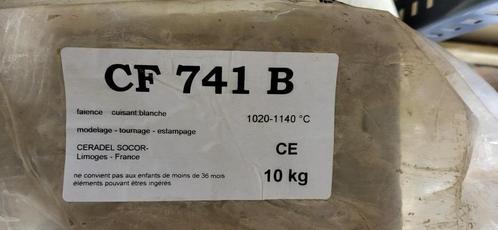 CF 741 B
faience cuisant:blanche
1020-1140 °C
modelage - tournage - estampage
CERADEL SOCOR-
Limoges - France
CE
ne convient pas aux enfants de moins de 36 mois
éléments pouvant êtres ingérés
10 kg